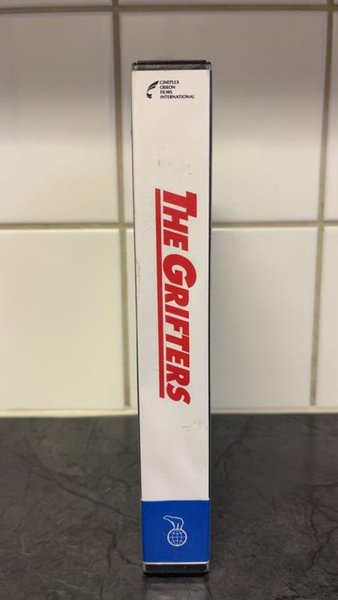 CINEPLEX
ODEON
FILMS
INTERNATIONAL
THE GRIFTERS